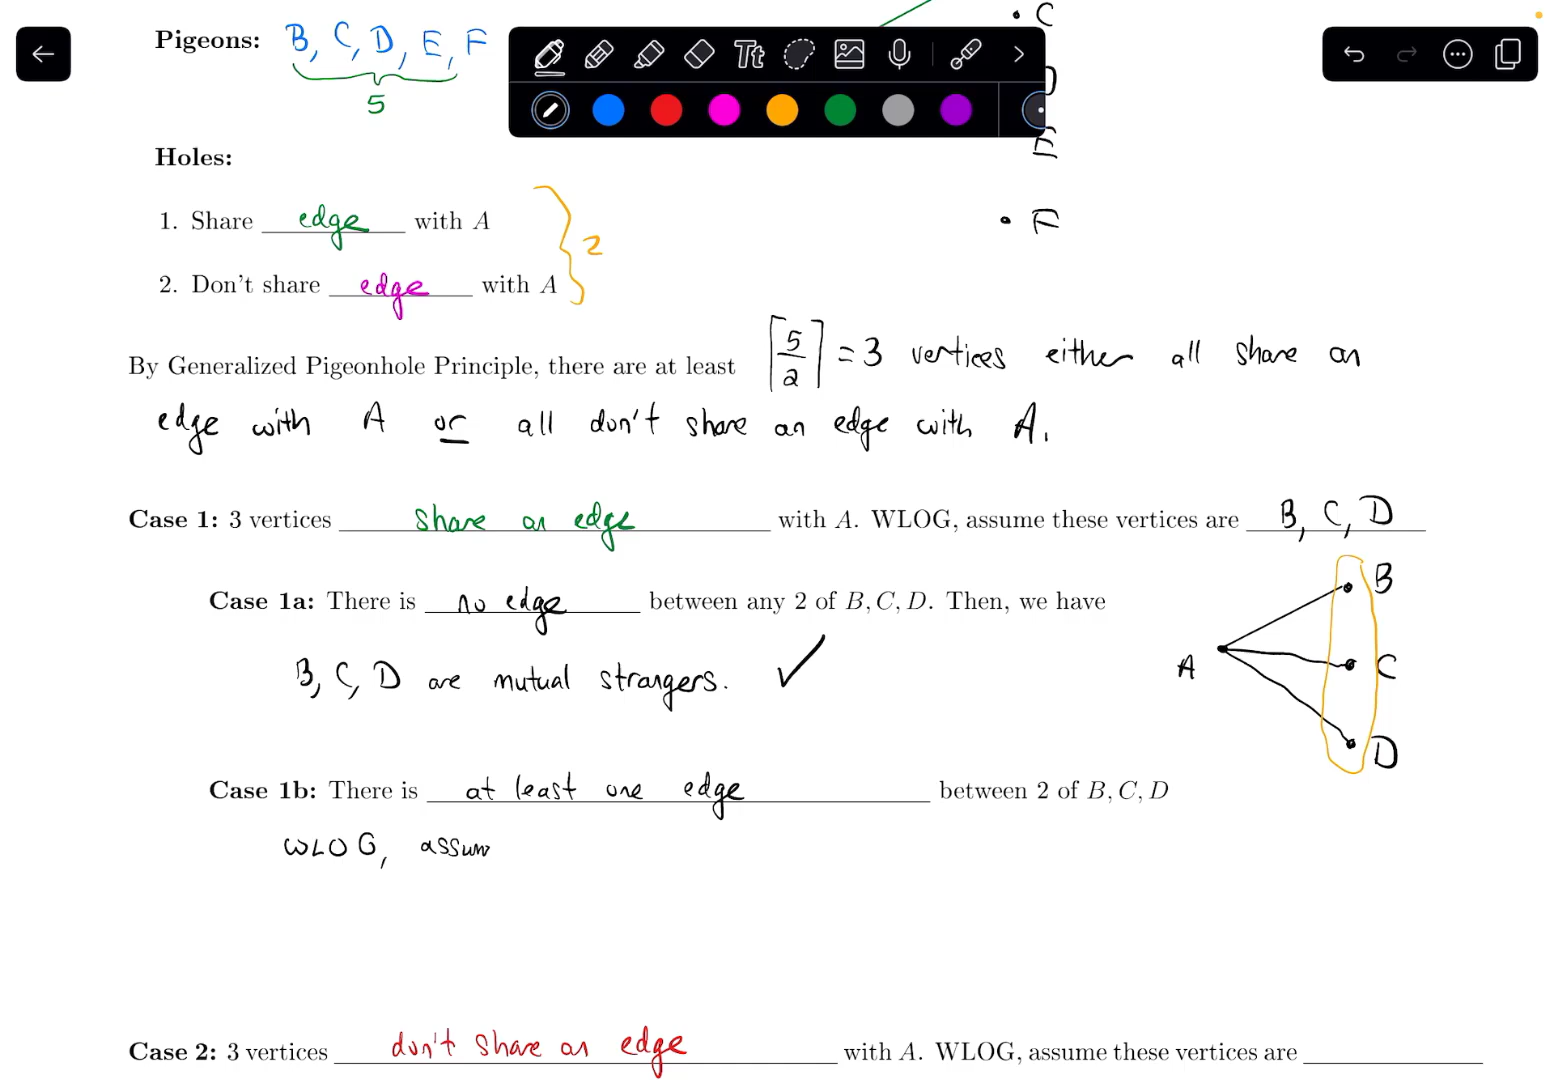 • C
Pigeons: B, C, D, E, F
Tt
5
D
E
Holes:
1. Share edge with A
• F
2
2. Don't share edge with A
By Generalized Pigeonhole Principle, there are at least ⌈5/2⌉ = 3 vertices either all share an
edge with A or all don't share an edge with A.
Case 1: 3 vertices share an edge with A. WLOG, assume these vertices are B, C, D
B
Case 1a: There is no edge between any 2 of B, C, D. Then, we have
A
C
B, C, D are mutual strangers. ✓
D
Case 1b: There is at least one edge between 2 of B, C, D
WLOG, assum
Case 2: 3 vertices don't share an edge with A. WLOG, assume these vertices are